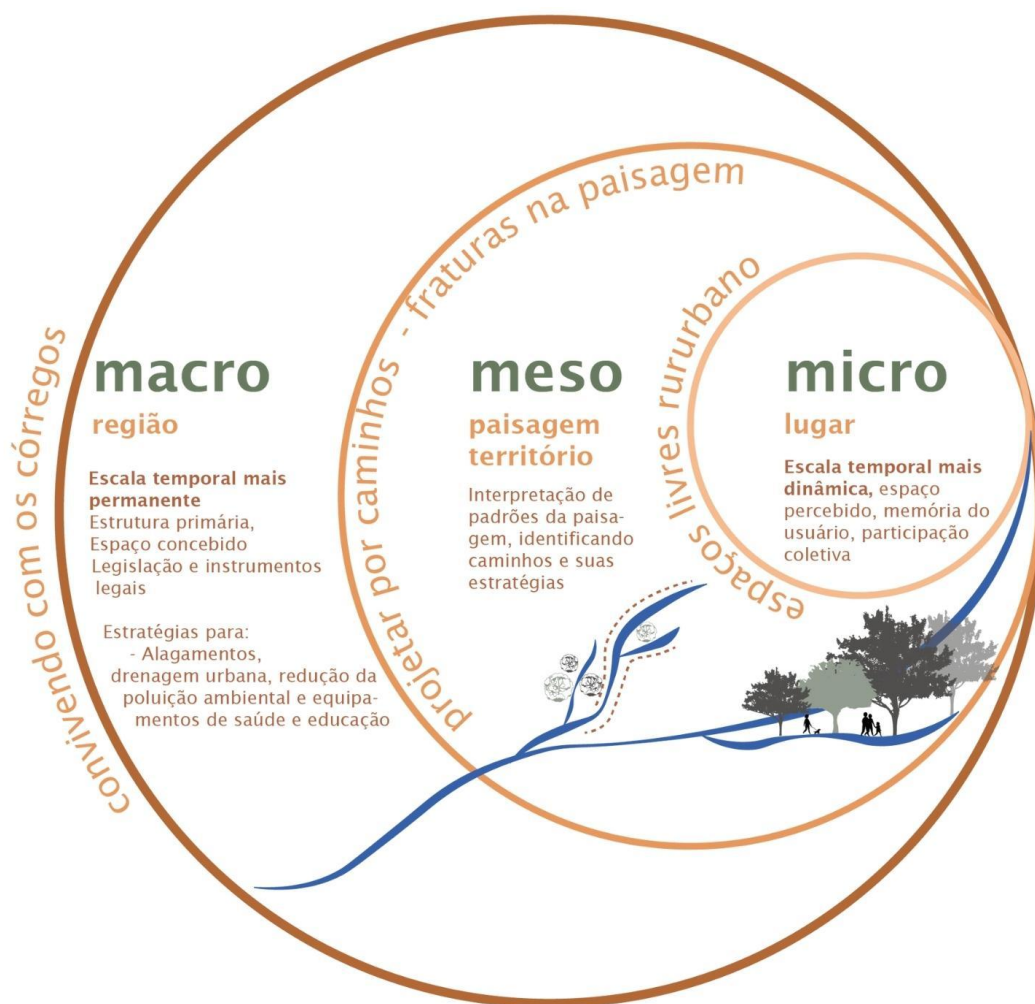 convivendo com os córregos
macro
região
Escala temporal mais
permanente
Estrutura primária,
Espaço concebido
Legislação e instrumentos
legais
Estratégias para:
- Alagamentos,
drenagem urbana, redução da
poluição ambiental e equipa-
mentos de saúde e educação
projetar por caminhos - fraturas na paisagem
meso
paisagem
território
Interpretação de
padrões da paisa-
gem, identificando
caminhos e suas
estratégias
espaços livres rururbano
micro
lugar
Escala temporal mais
dinâmica, espaço
percebido, memória do
usuário, participação
coletiva